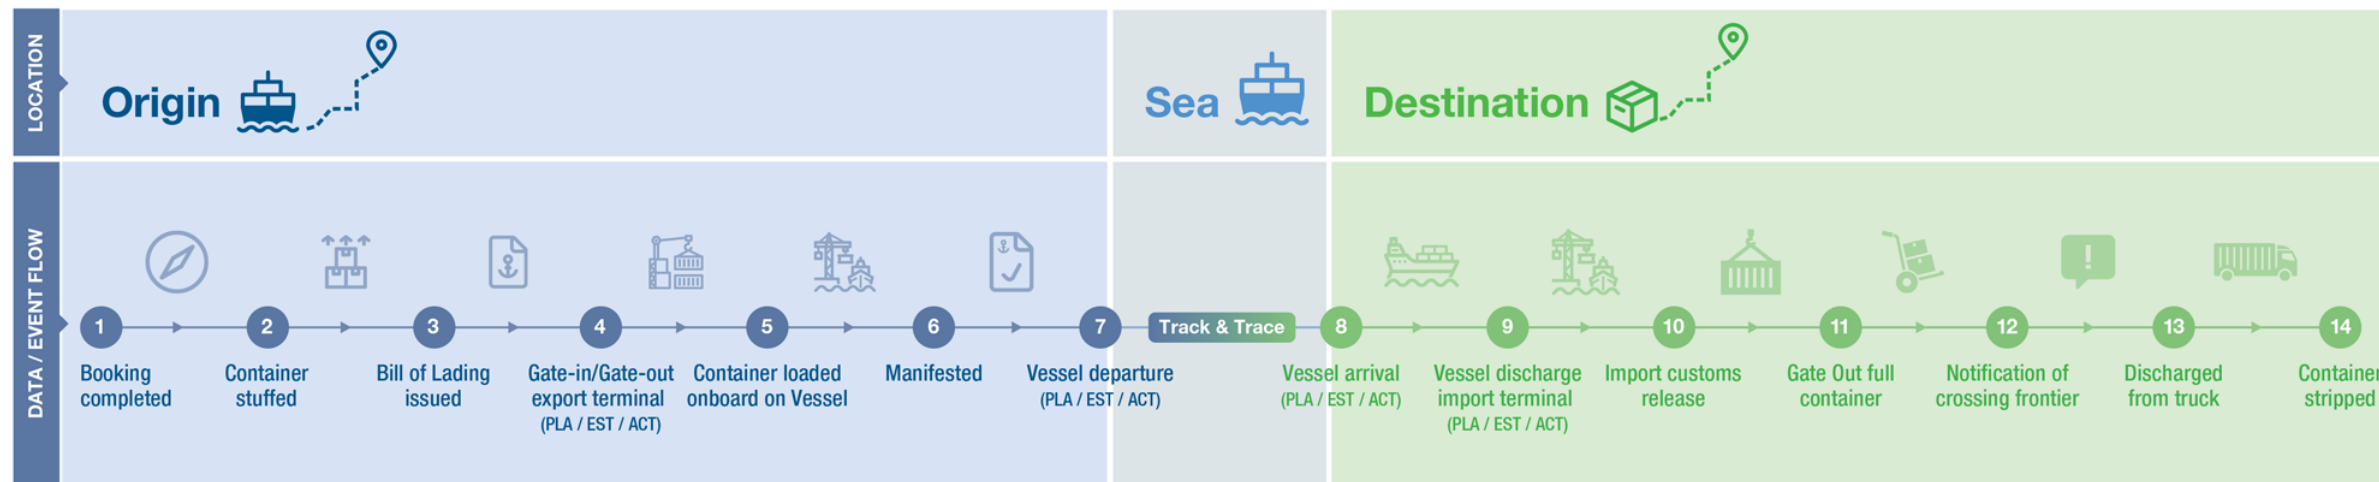 LOCATION
Origin
Sea
Destination
DATA / EVENT FLOW
1
2
3
4
5
6
7
Track & Trace
8
9
10
11
12
13
14
Booking
completed
Container
stuffed
Bill of Lading
issued
Gate-in/Gate-out
export terminal
(PLA / EST / ACT)
Container loaded
onboard on Vessel
Manifested
Vessel departure
(PLA / EST / ACT)
Vessel arrival
(PLA / EST / ACT)
Vessel discharge
import terminal
(PLA / EST / ACT)
Import customs
release
Gate Out full
container
Notification of
crossing frontier
Discharged
from truck
Container
stripped